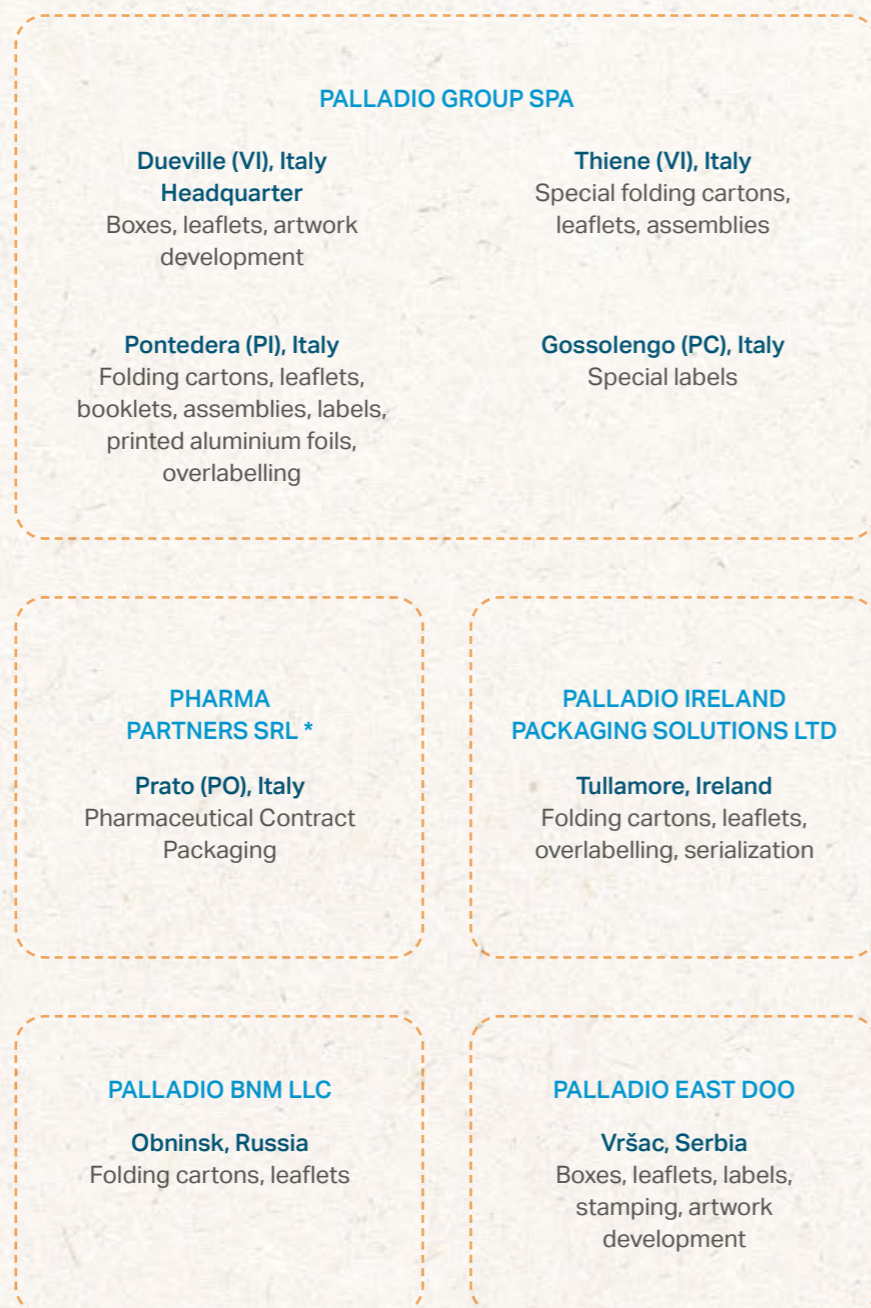 PALLADIO GROUP SPA
Dueville (VI), Italy
Headquarter
Boxes, leaflets, artwork
development
Thiene (VI), Italy
Special folding cartons,
leaflets, assemblies
Pontedera (PI), Italy
Folding cartons, leaflets,
booklets, assemblies, labels,
printed aluminium foils,
overlabelling
Gossolengo (PC), Italy
Special labels
PHARMA
PARTNERS SRL *
Prato (PO), Italy
Pharmaceutical Contract
Packaging
PALLADIO IRELAND
PACKAGING SOLUTIONS LTD
Tullamore, Ireland
Folding cartons, leaflets,
overlabelling, serialization
PALLADIO BNM LLC
Obninsk, Russia
Folding cartons, leaflets
PALLADIO EAST DOO
Vršac, Serbia
Boxes, leaflets, labels,
stamping, artwork
development